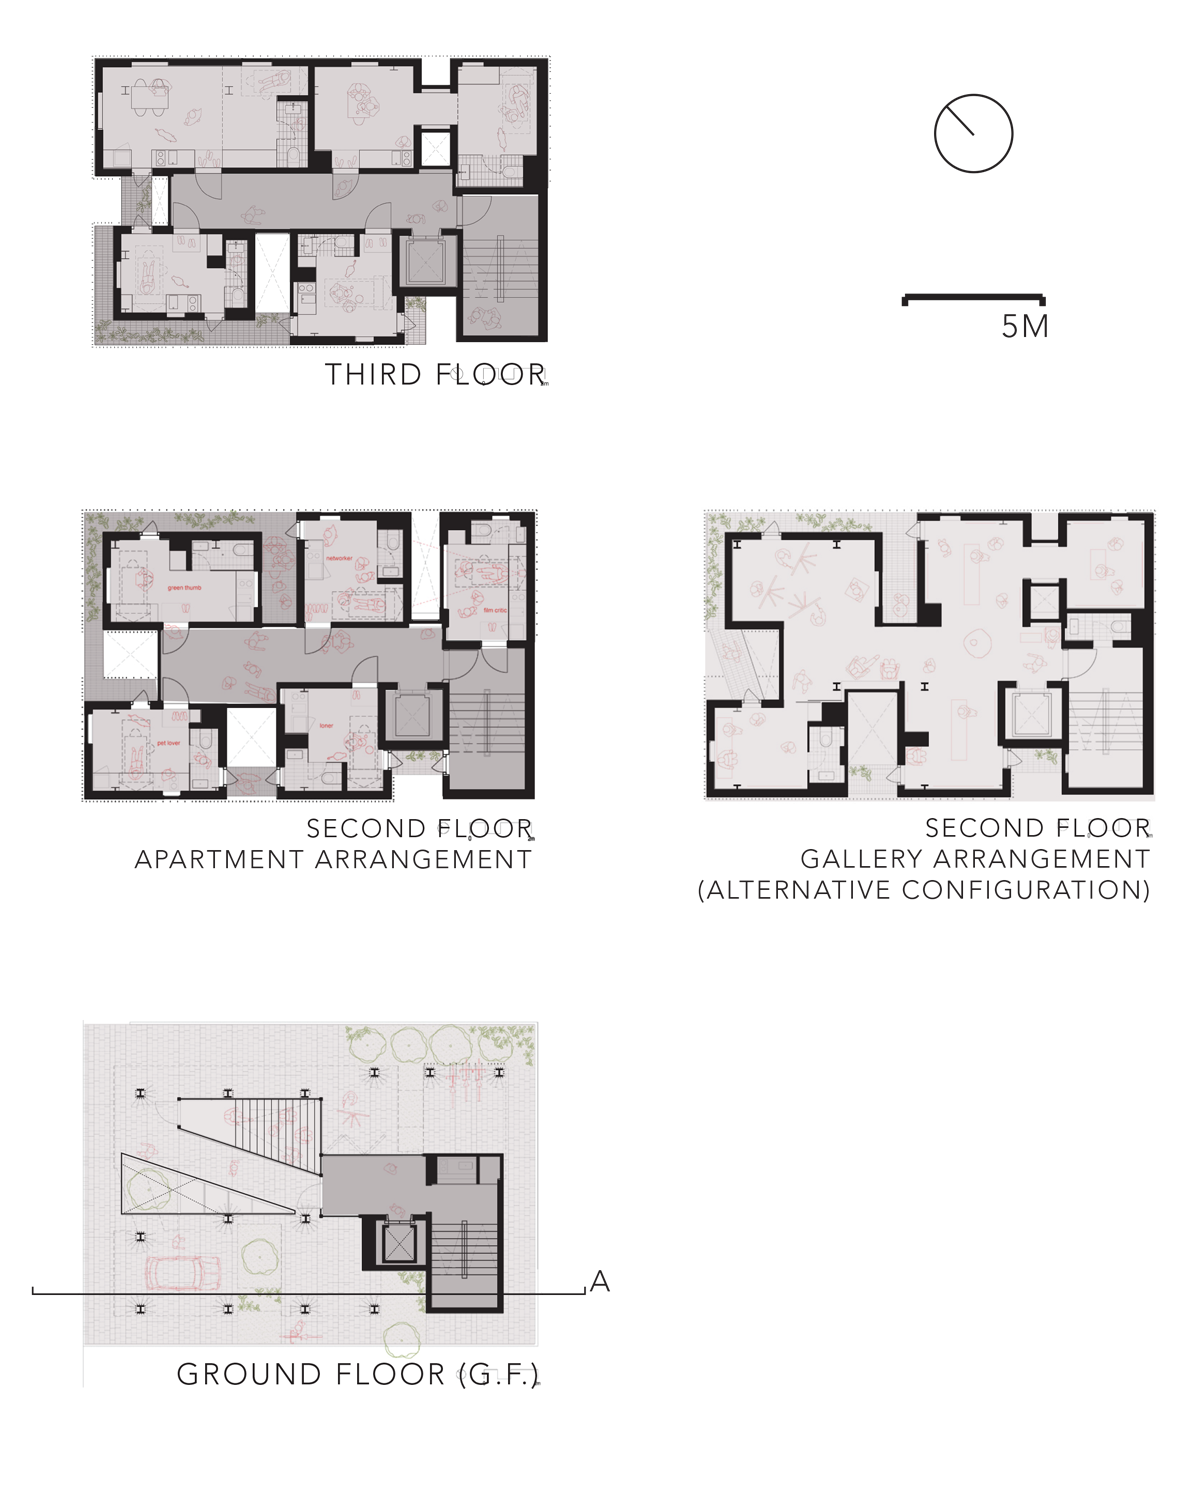 5M
THIRD FLOOR
green thumb
networker
film critic
pet lover
loner
SECOND FLOOR
APARTMENT ARRANGEMENT
SECOND FLOOR
GALLERY ARRANGEMENT
(ALTERNATIVE CONFIGURATION)
A
GROUND FLOOR (G.F.)